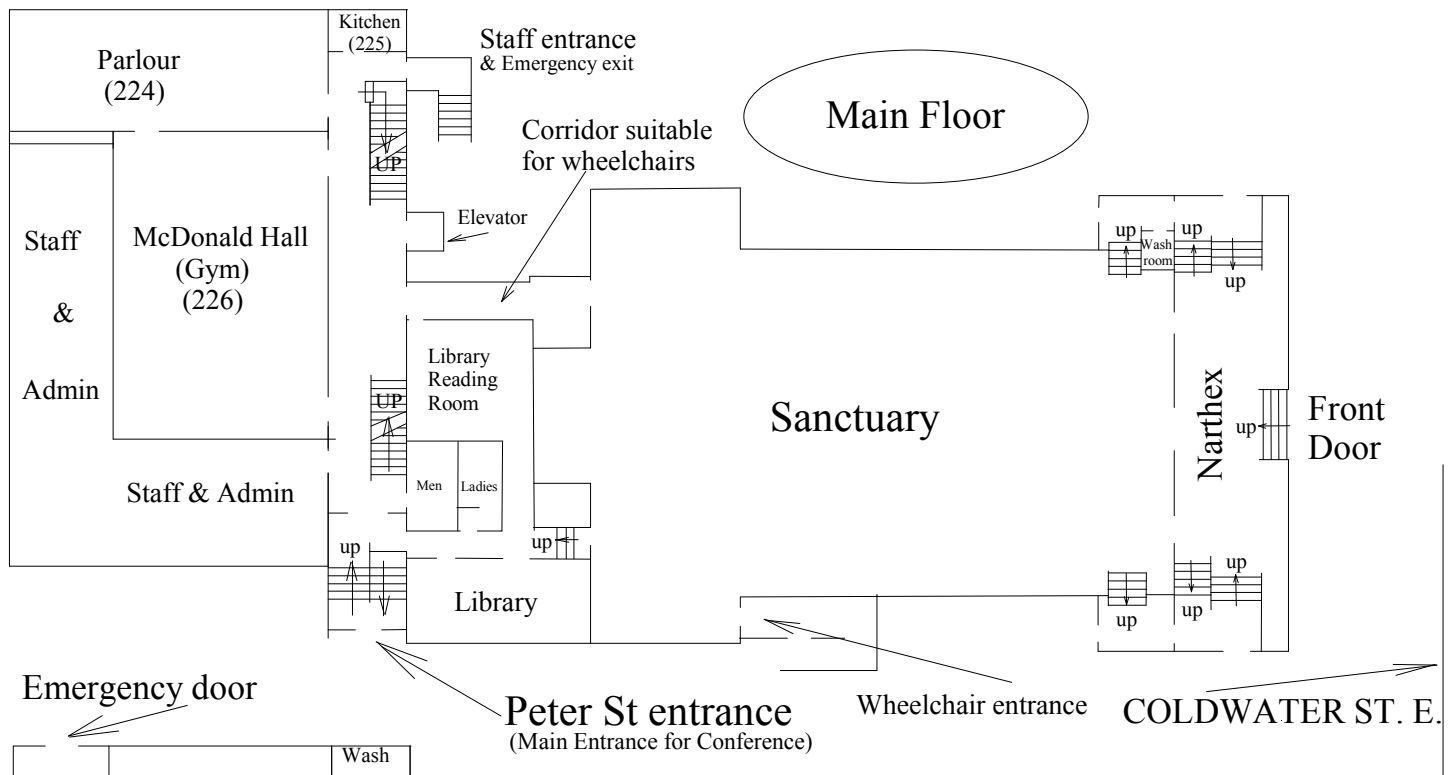 Kitchen
(225)
Staff entrance
& Emergency exit
Parlour
(224)
Main Floor
Corridor suitable
for wheelchairs
UP
Elevator
Staff
&
Admin
McDonald Hall
(Gym)
(226)
up
Wash
room
up
up
Library
Reading
Room
UP
Sanctuary
Narthex
up
Front
Door
Men
Ladies
Staff & Admin
up
up
Library
up
up
up
Emergency door
Peter St entrance
(Main Entrance for Conference)
Wheelchair entrance
COLDWATER ST. E.
Wash